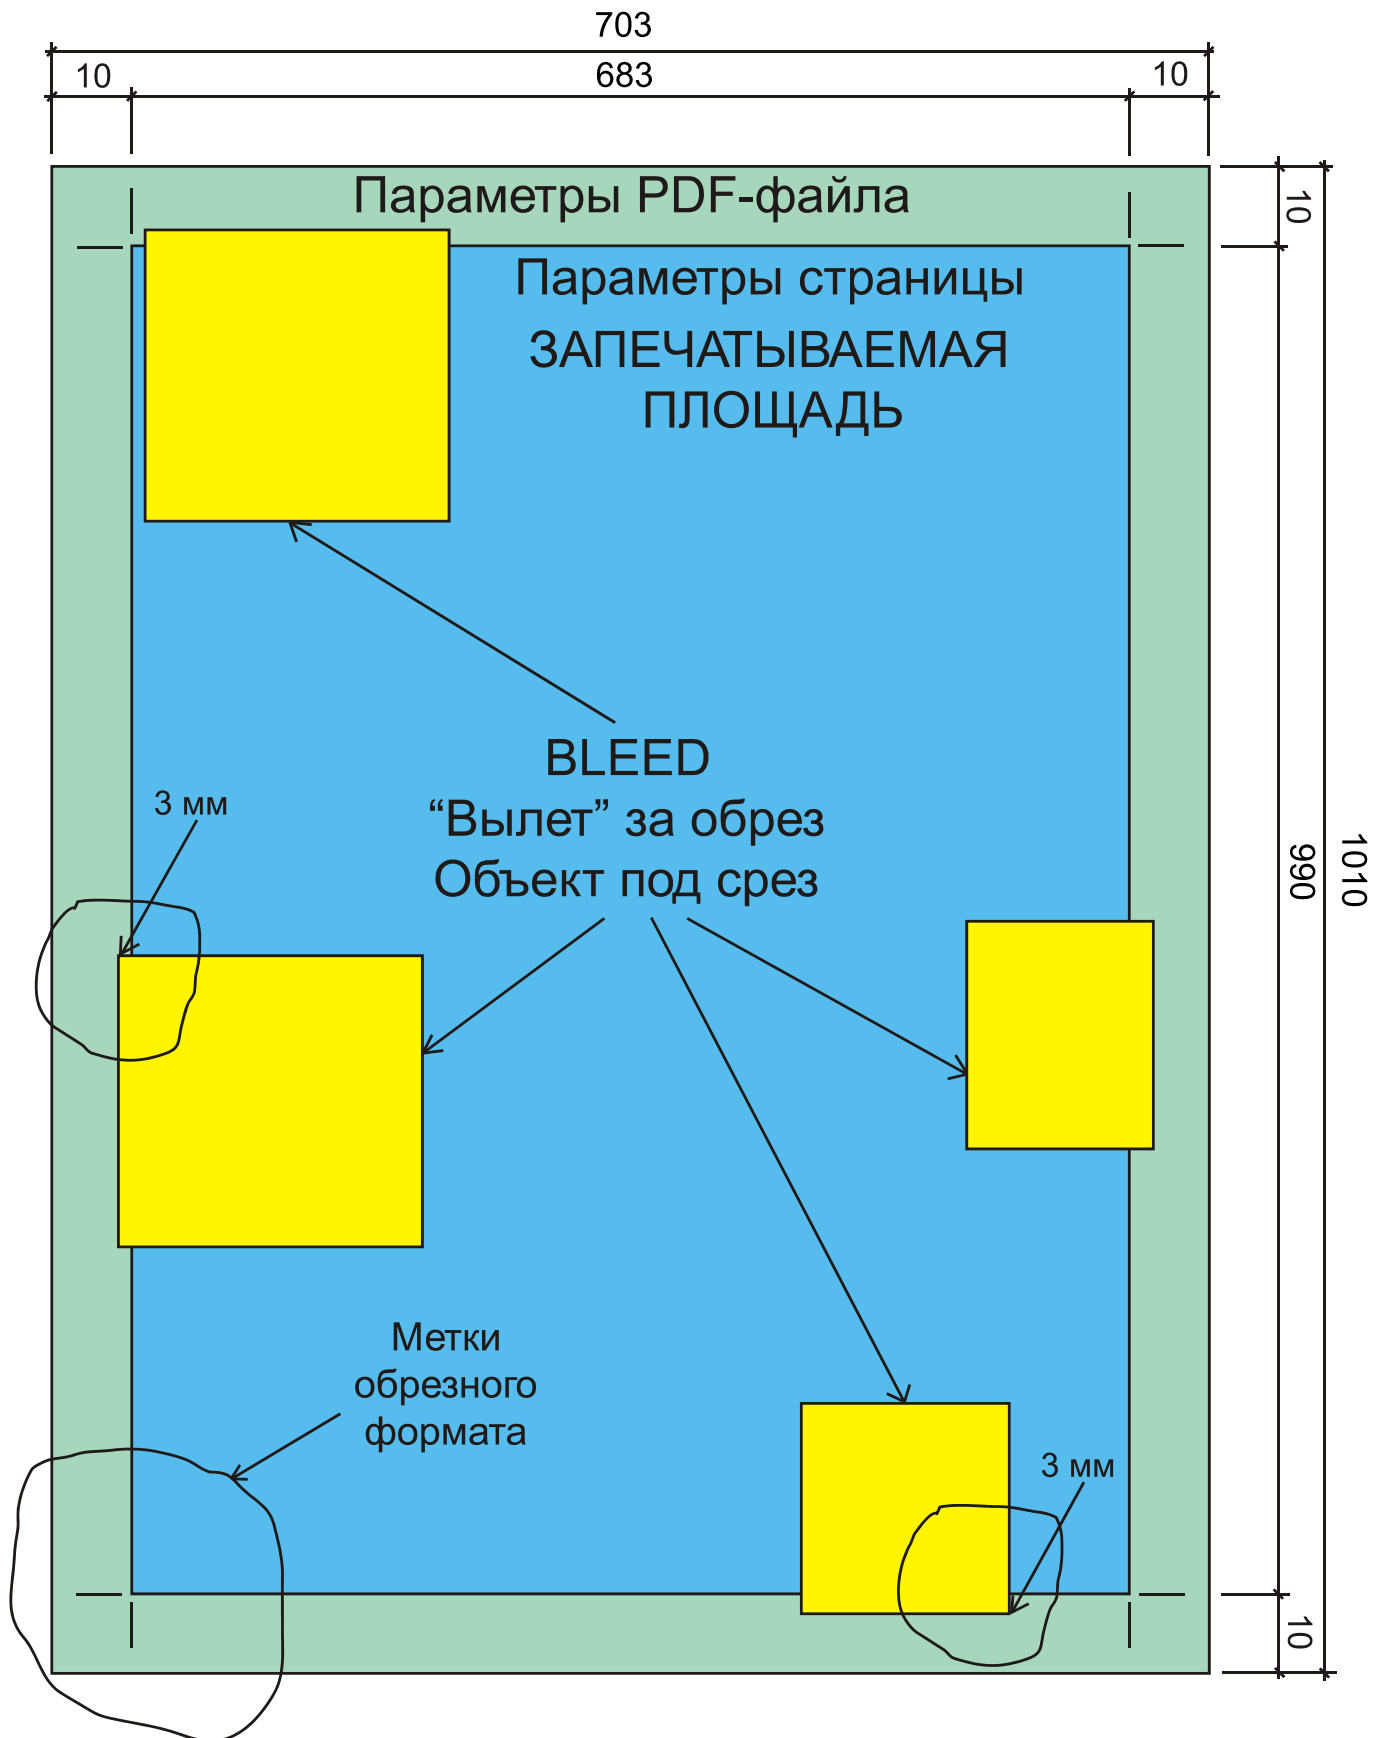 703
10
683
10
Параметры PDF-файла
10
Параметры страницы
ЗАПЕЧАТЫВАЕМАЯ
ПЛОЩАДЬ
BLEED
“Вылет” за обрез
Объект под срез
3 мм
990
1010
Метки
обрезного
формата
3 мм
10